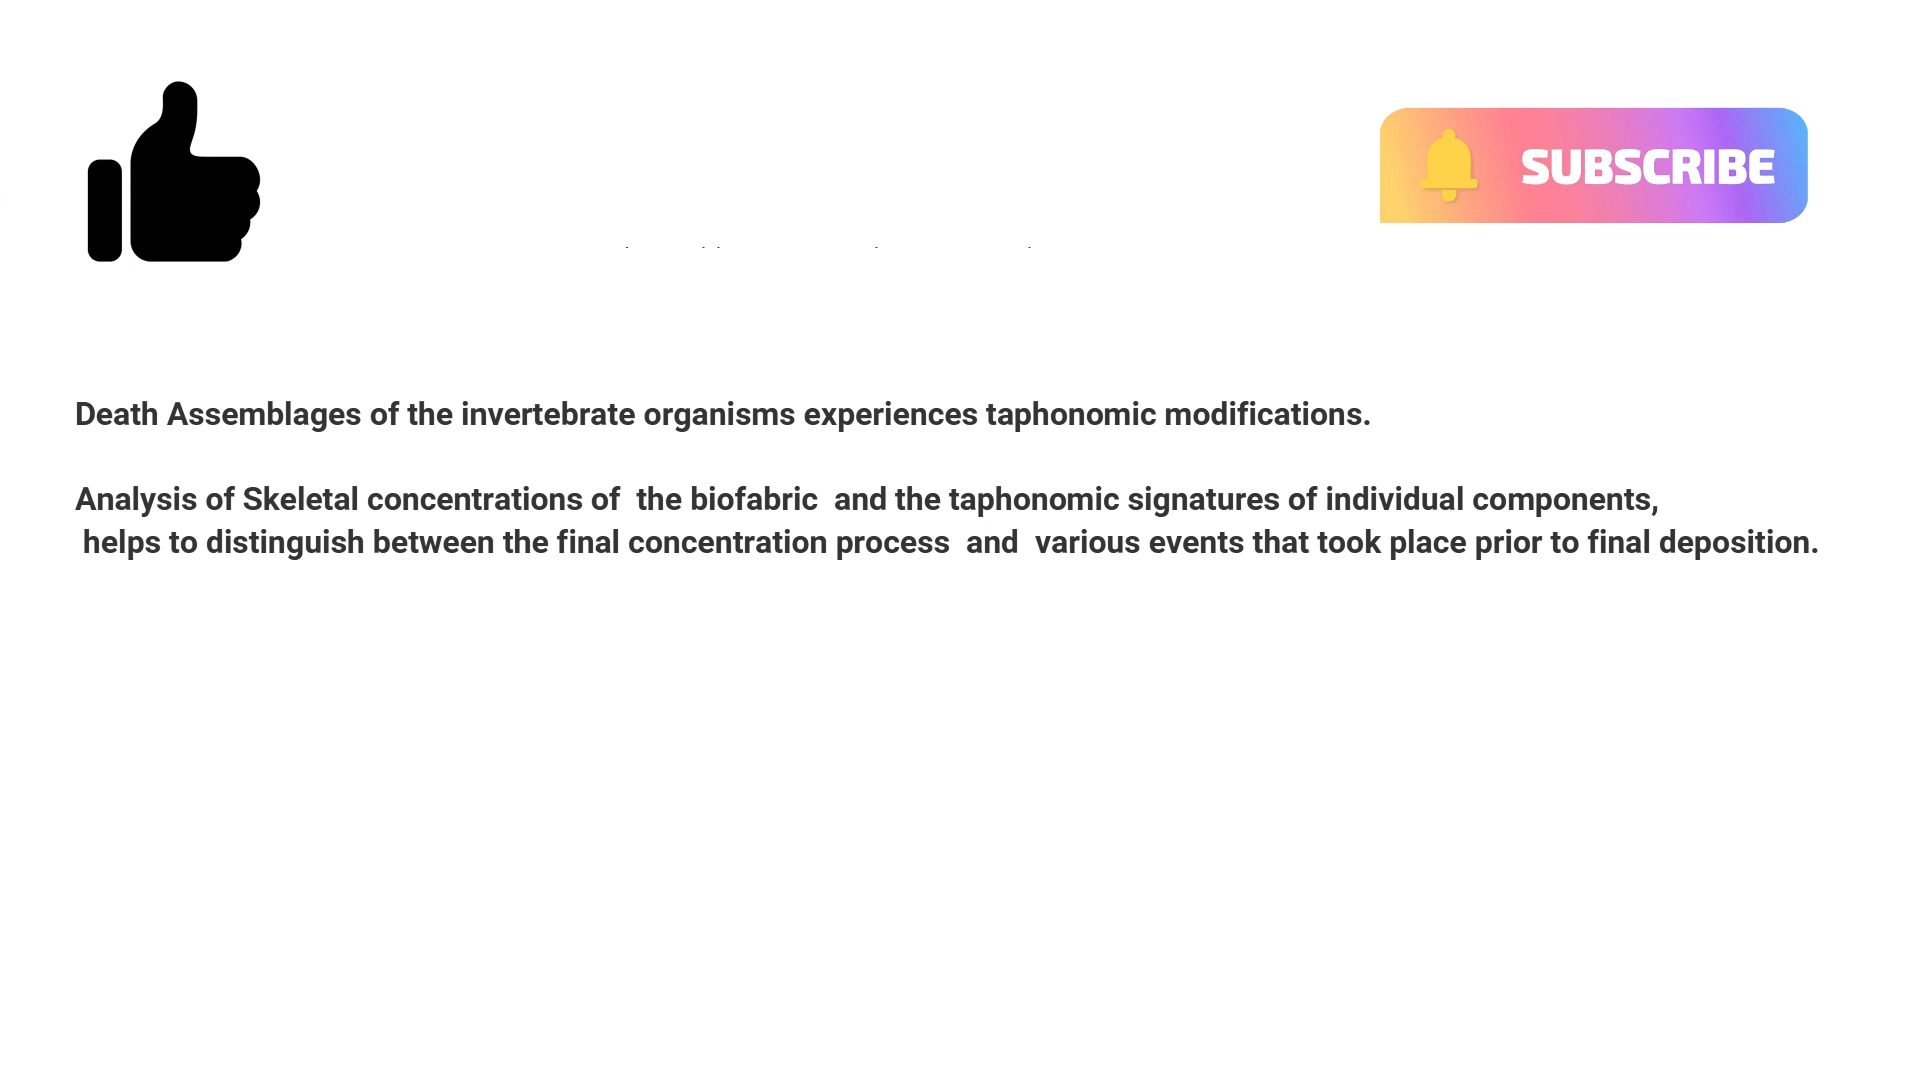 SUBSCRIBE
Death Assemblages of the invertebrate organisms experiences taphonomic modifications.
Analysis of Skeletal concentrations of  the biofabric  and the taphonomic signatures of individual components,
helps to distinguish between the final concentration process  and  various events that took place prior to final deposition.